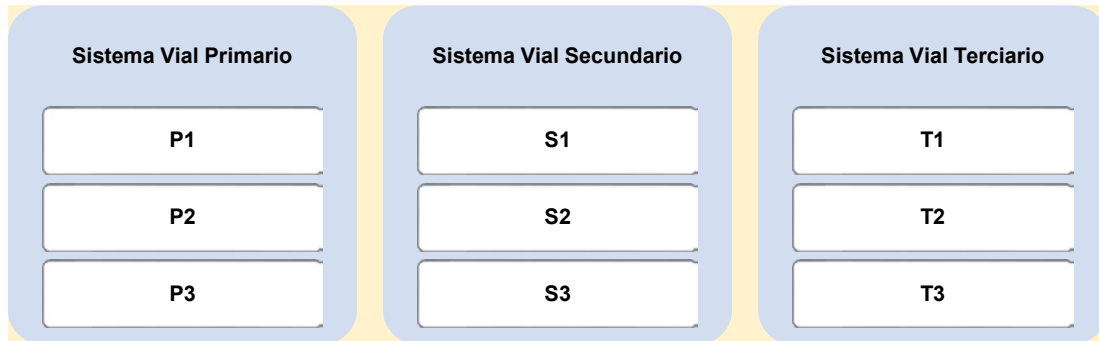 Sistema Vial Primario
P1
P2
P3
Sistema Vial Secundario
S1
S2
S3
Sistema Vial Terciario
T1
T2
T3